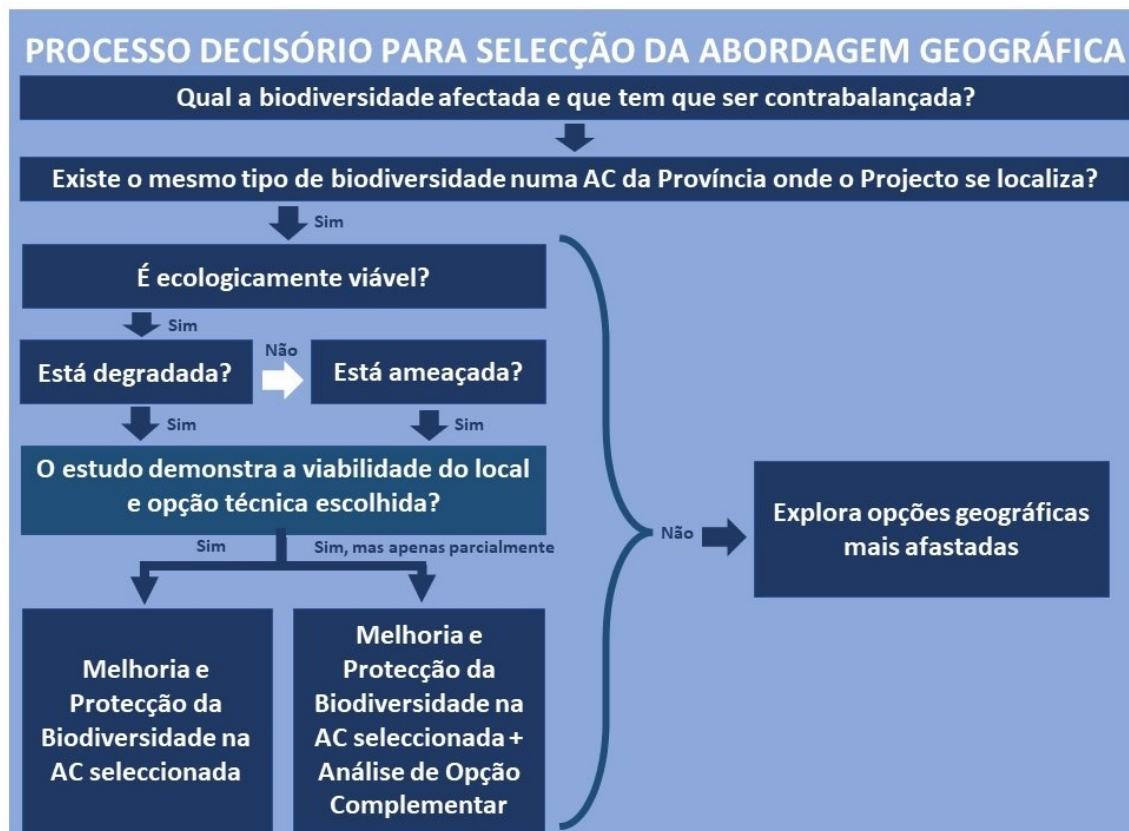 PROCESSO DECISÓRIO PARA SELECÇÃO DA ABORDAGEM GEOGRÁFICA
Qual a biodiversidade afectada e que tem que ser contrabalançada?
Existe o mesmo tipo de biodiversidade numa AC da Província onde o Projecto se localiza?
Sim
É ecologicamente viável?
Sim
Está degradada?
Não
Está ameaçada?
Sim
Sim
O estudo demonstra a viabilidade do local
e opção técnica escolhida?
Sim
Sim, mas apenas parcialmente
Melhoria e
Protecção da
Biodiversidade na
AC seleccionada
Melhoria e
Protecção da
Biodiversidade na
AC seleccionada +
Análise de Opção
Complementar
Não
Explora opções geográficas
mais afastadas